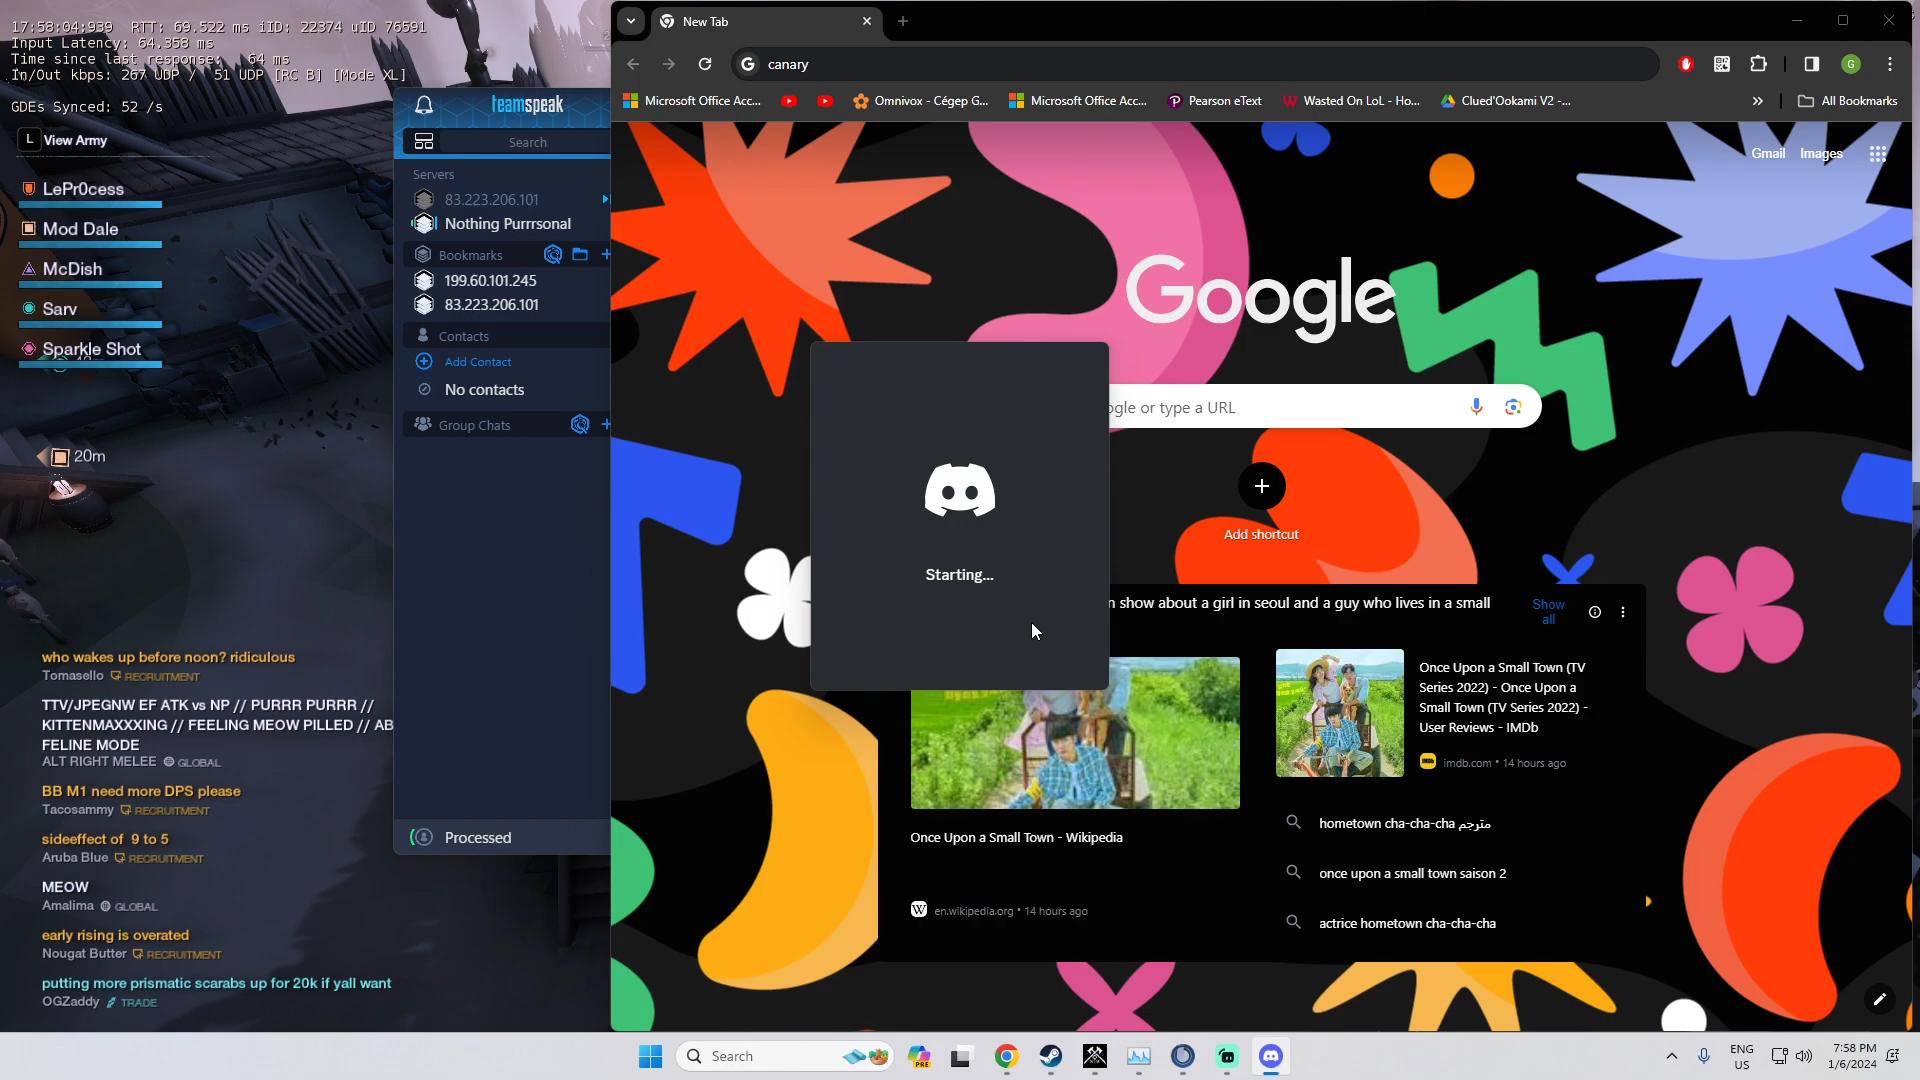 17:58:04:939 RTT: 69.522 ms iID: 22374 uID 76591
Input Latency: 64.358 ms
Time since last response: 64 ms
In/Out kbps: 267 UDP / 51 UDP [RC B] [Mode XL]
GDEs Synced: 52 /s
L View Army
LePr0cess
Mod Dale
McDish
Sarv
Sparkle Shot
20m
who wakes up before noon? ridiculous
Tomasello RECRUITMENT
TTV/JPEGNW EF ATK vs NP // PURRR PURRR //
KITTENMAXXXING // FEELING MEOW PILLED // AB
FELINE MODE
ALT RIGHT MELEE GLOBAL
BB M1 need more DPS please
Tacosammy RECRUITMENT
sideeffect of 9 to 5
Aruba Blue RECRUITMENT
MEOW
Amalima GLOBAL
early rising is overated
Nougat Butter RECRUITMENT
putting more prismatic scarabs up for 20k if yall want
OGZaddy TRADE
teamspeak
Search
Servers
83.223.206.101
Nothing Purrrsonal
Bookmarks
199.60.101.245
83.223.206.101
Contacts
Add Contact
No contacts
Group Chats
Processed
New Tab
canary
G
Microsoft Office Acc...
Omnivox - Cégep G...
Microsoft Office Acc...
Pearson eText
Wasted On LoL - Ho...
Clued'Ookami V2 -...
All Bookmarks
Gmail
Images
Google
ogle or type a URL
Add shortcut
Starting...
n show about a girl in seoul and a guy who lives in a small
Show
all
Once Upon a Small Town - Wikipedia
en.wikipedia.org • 14 hours ago
Once Upon a Small Town (TV
Series 2022) - Once Upon a
Small Town (TV Series 2022) -
User Reviews - IMDb
imdb.com • 14 hours ago
hometown cha-cha-cha مترجم
once upon a small town saison 2
actrice hometown cha-cha-cha
Search
PRE
ENG
US
7:58 PM
1/6/2024